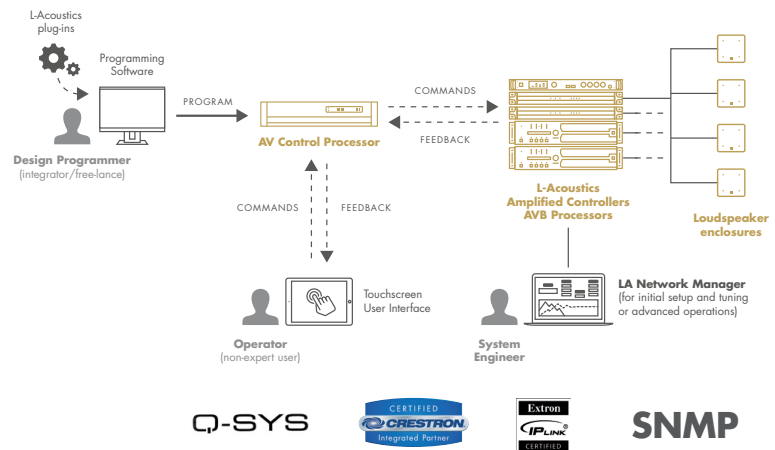 L-Acoustics
plug-ins
Programming
Software
PROGRAM
Design Programmer
(integrator/free-lance)
AV Control Processor
COMMANDS
FEEDBACK
COMMANDS
FEEDBACK
L-Acoustics
Amplified Controllers
AVB Processors
Loudspeaker
enclosures
Touchscreen
User Interface
Operator
(non-expert user)
System
Engineer
LA Network Manager
(for initial setup and tuning
or advanced operations)
Q-SYS
CERTIFIED
CRESTRON
Integrated Partner
Extron
IPLINK
CERTIFIED
SNMP